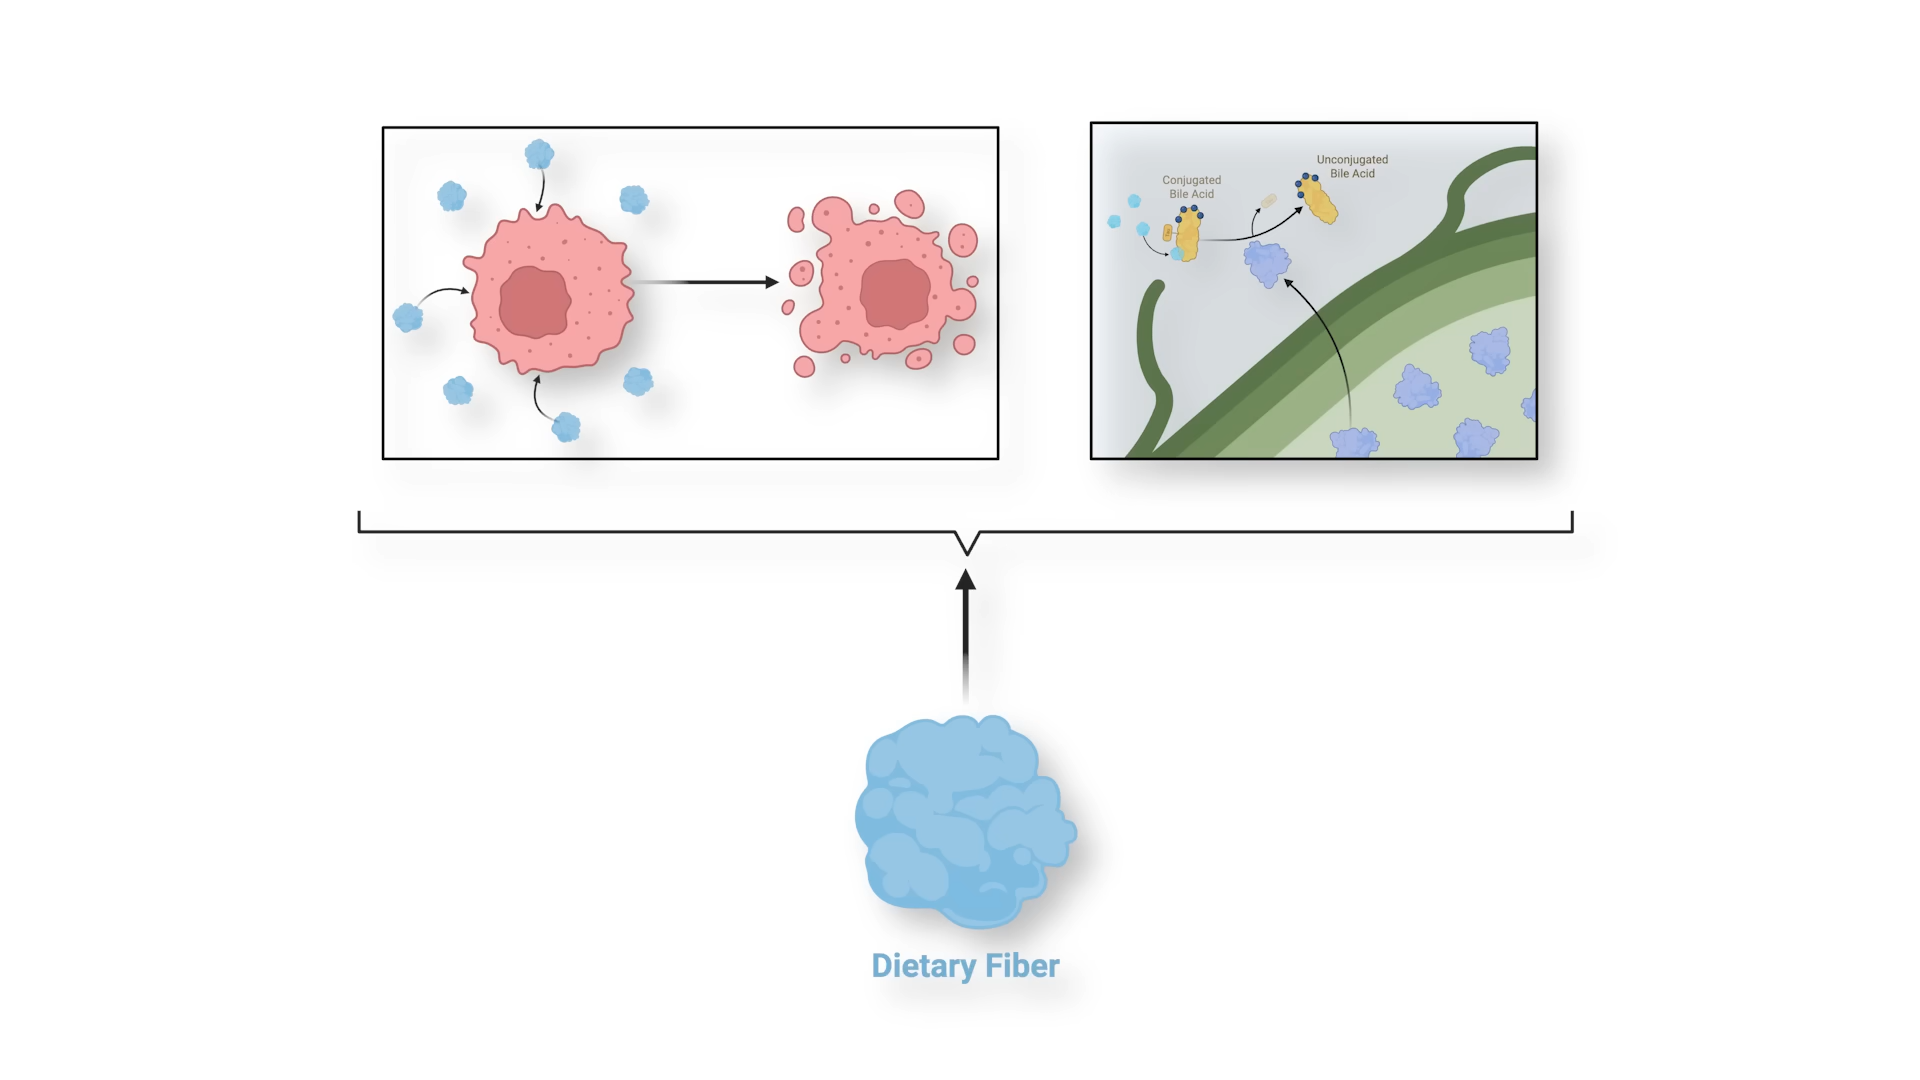 Conjugated
Bile Acid
Unconjugated
Bile Acid
Dietary Fiber